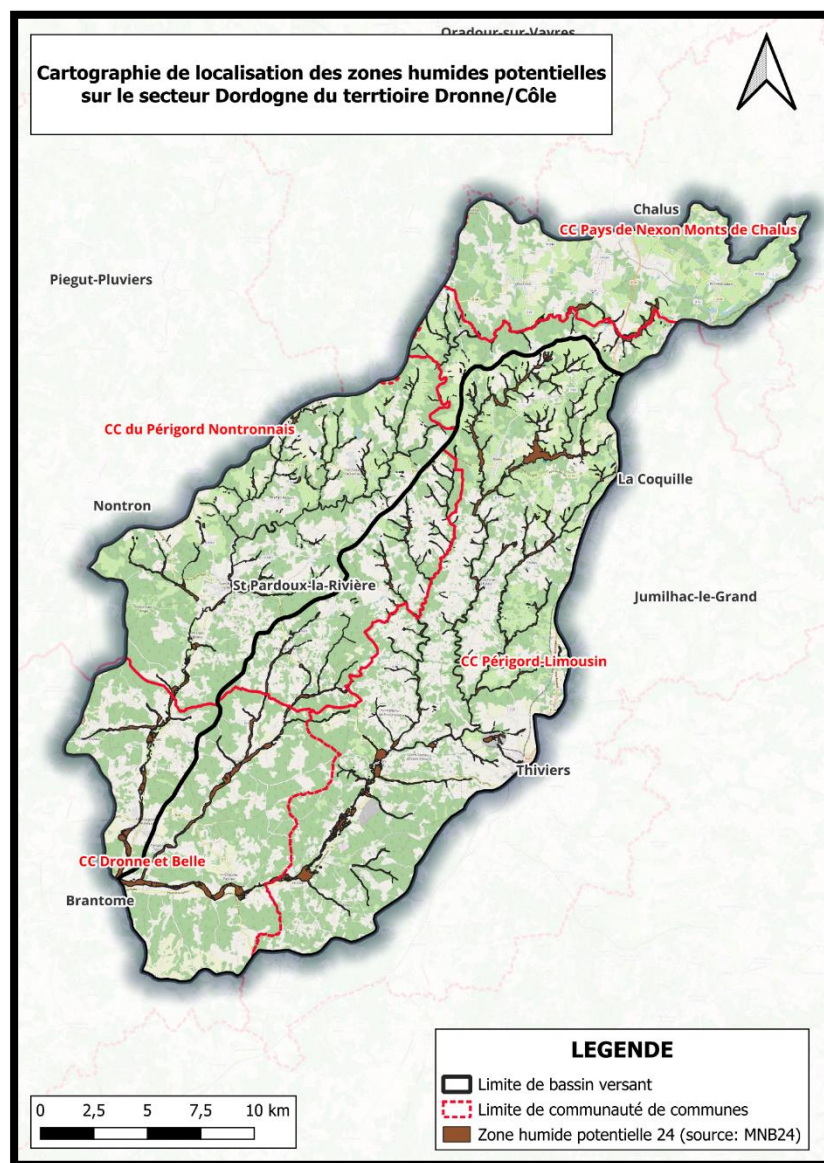 Oradour-sur-Vayres
Cartographie de localisation des zones humides potentielles
sur le secteur Dordogne du terrtioire Dronne/Côle
Chalus
CC Pays de Nexon Monts de Chalus
Piegut-Pluviers
CC du Périgord Nontronnais
La Coquille
Nontron
St Pardoux-la-Rivière
Jumilhac-le-Grand
CC Périgord-Limousin
Thiviers
CC Dronne et Belle
Brantome
LEGENDE
Limite de bassin versant
Limite de communauté de communes
Zone humide potentielle 24 (source: MNB24)
0 2,5 5 7,5 10 km